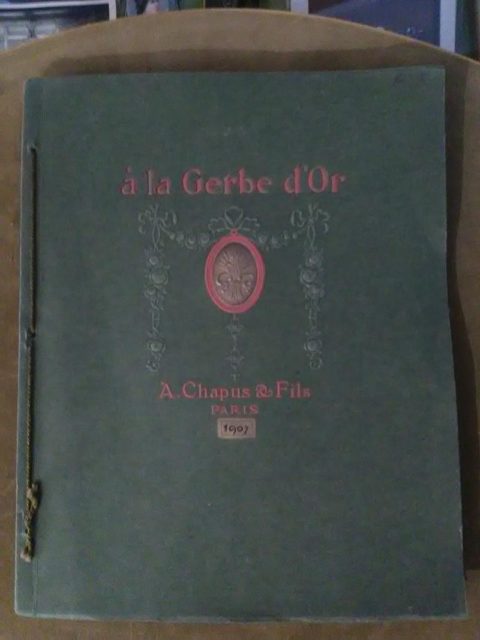 à la Gerbe d'Or
A. Chapus & Fils
PARIS
1907